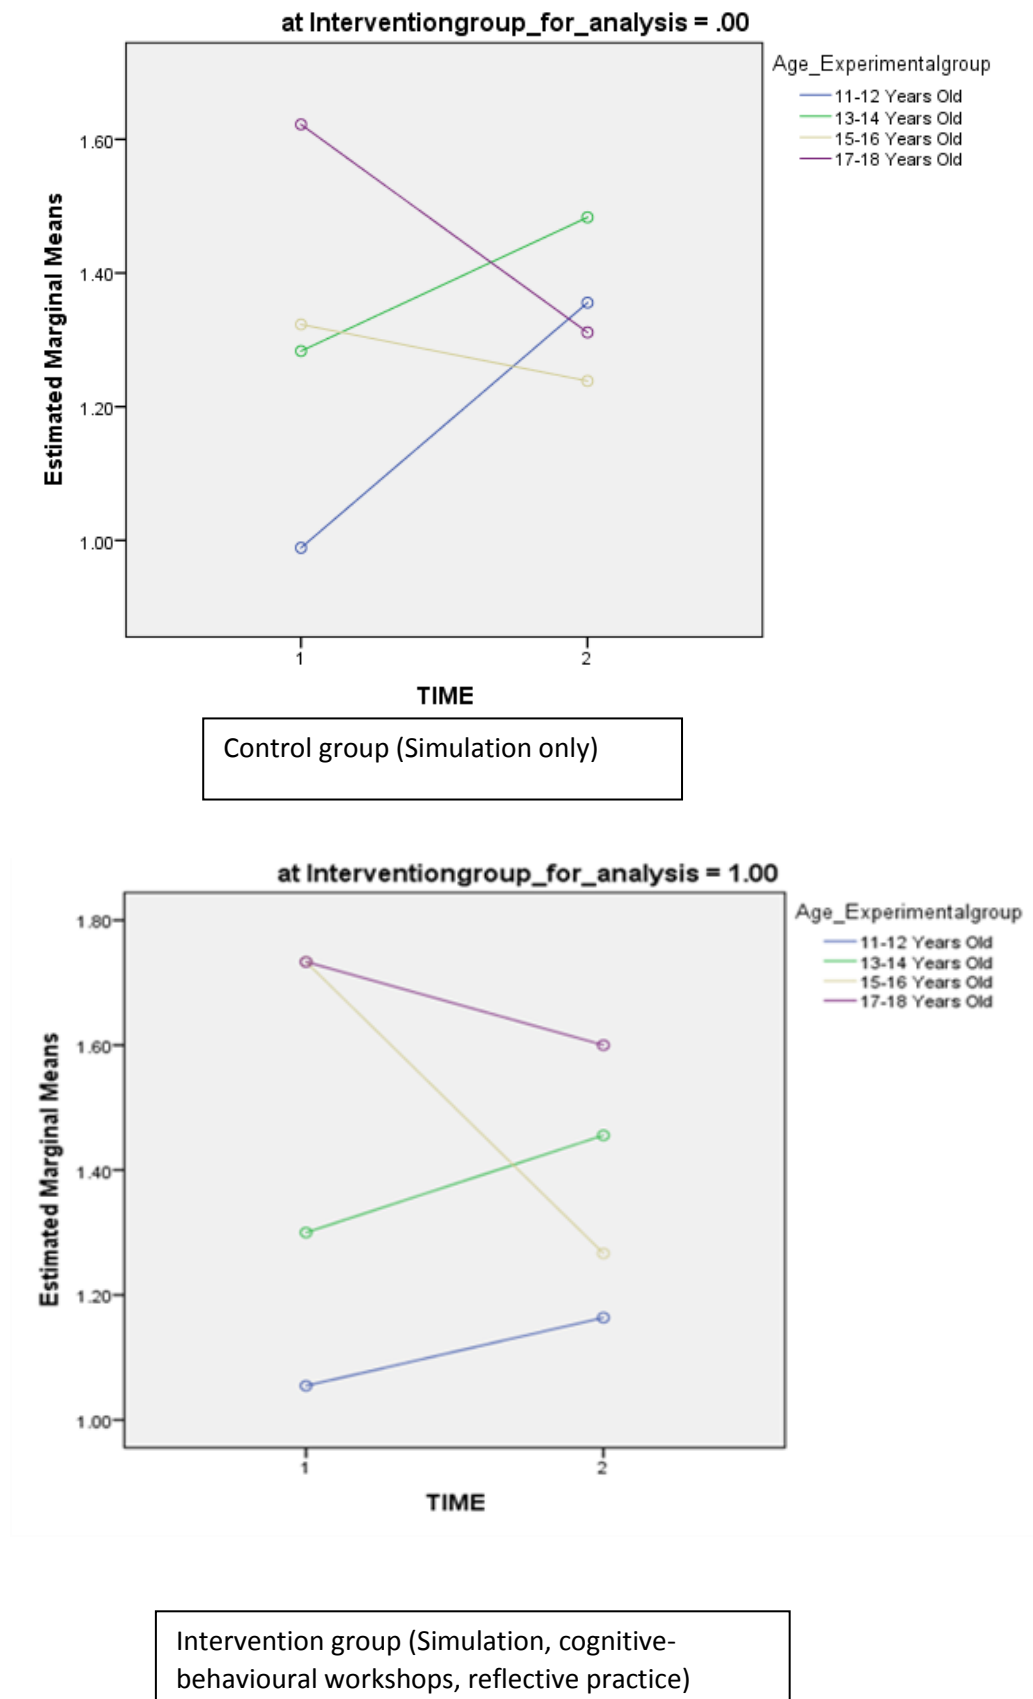 at Interventiongroup_for_analysis = .00
Age_Experimentalgroup
11-12 Years Old
13-14 Years Old
15-16 Years Old
17-18 Years Old
Estimated Marginal Means
1.60
1.40
1.20
1.00
1
2
TIME
Control group (Simulation only)
at Interventiongroup_for_analysis = 1.00
Age_Experimentalgroup
11-12 Years Old
13-14 Years Old
15-16 Years Old
17-18 Years Old
Estimated Marginal Means
1.80
1.60
1.40
1.20
1.00
1
2
TIME
Intervention group (Simulation, cognitive-
behavioural workshops, reflective practice)